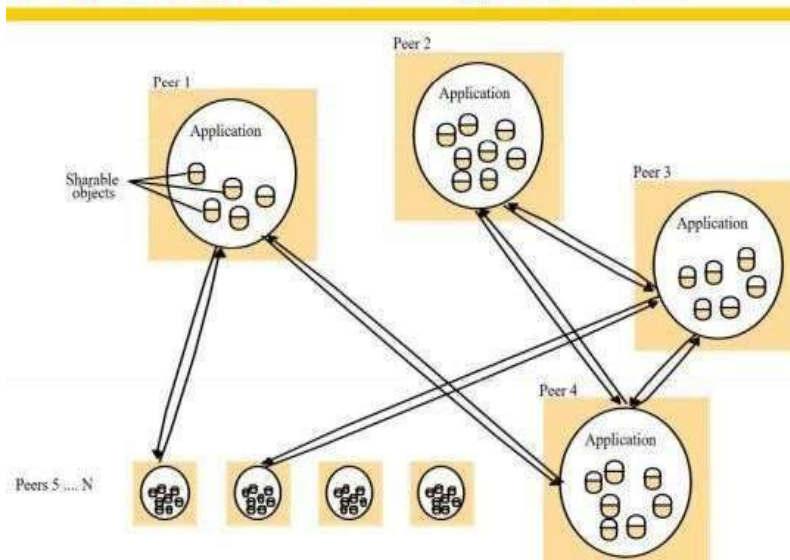 Peer 1
Application
Sharable
objects
Peer 2
Application
Peer 3
Application
Peer 4
Application
Peers 5 .... N